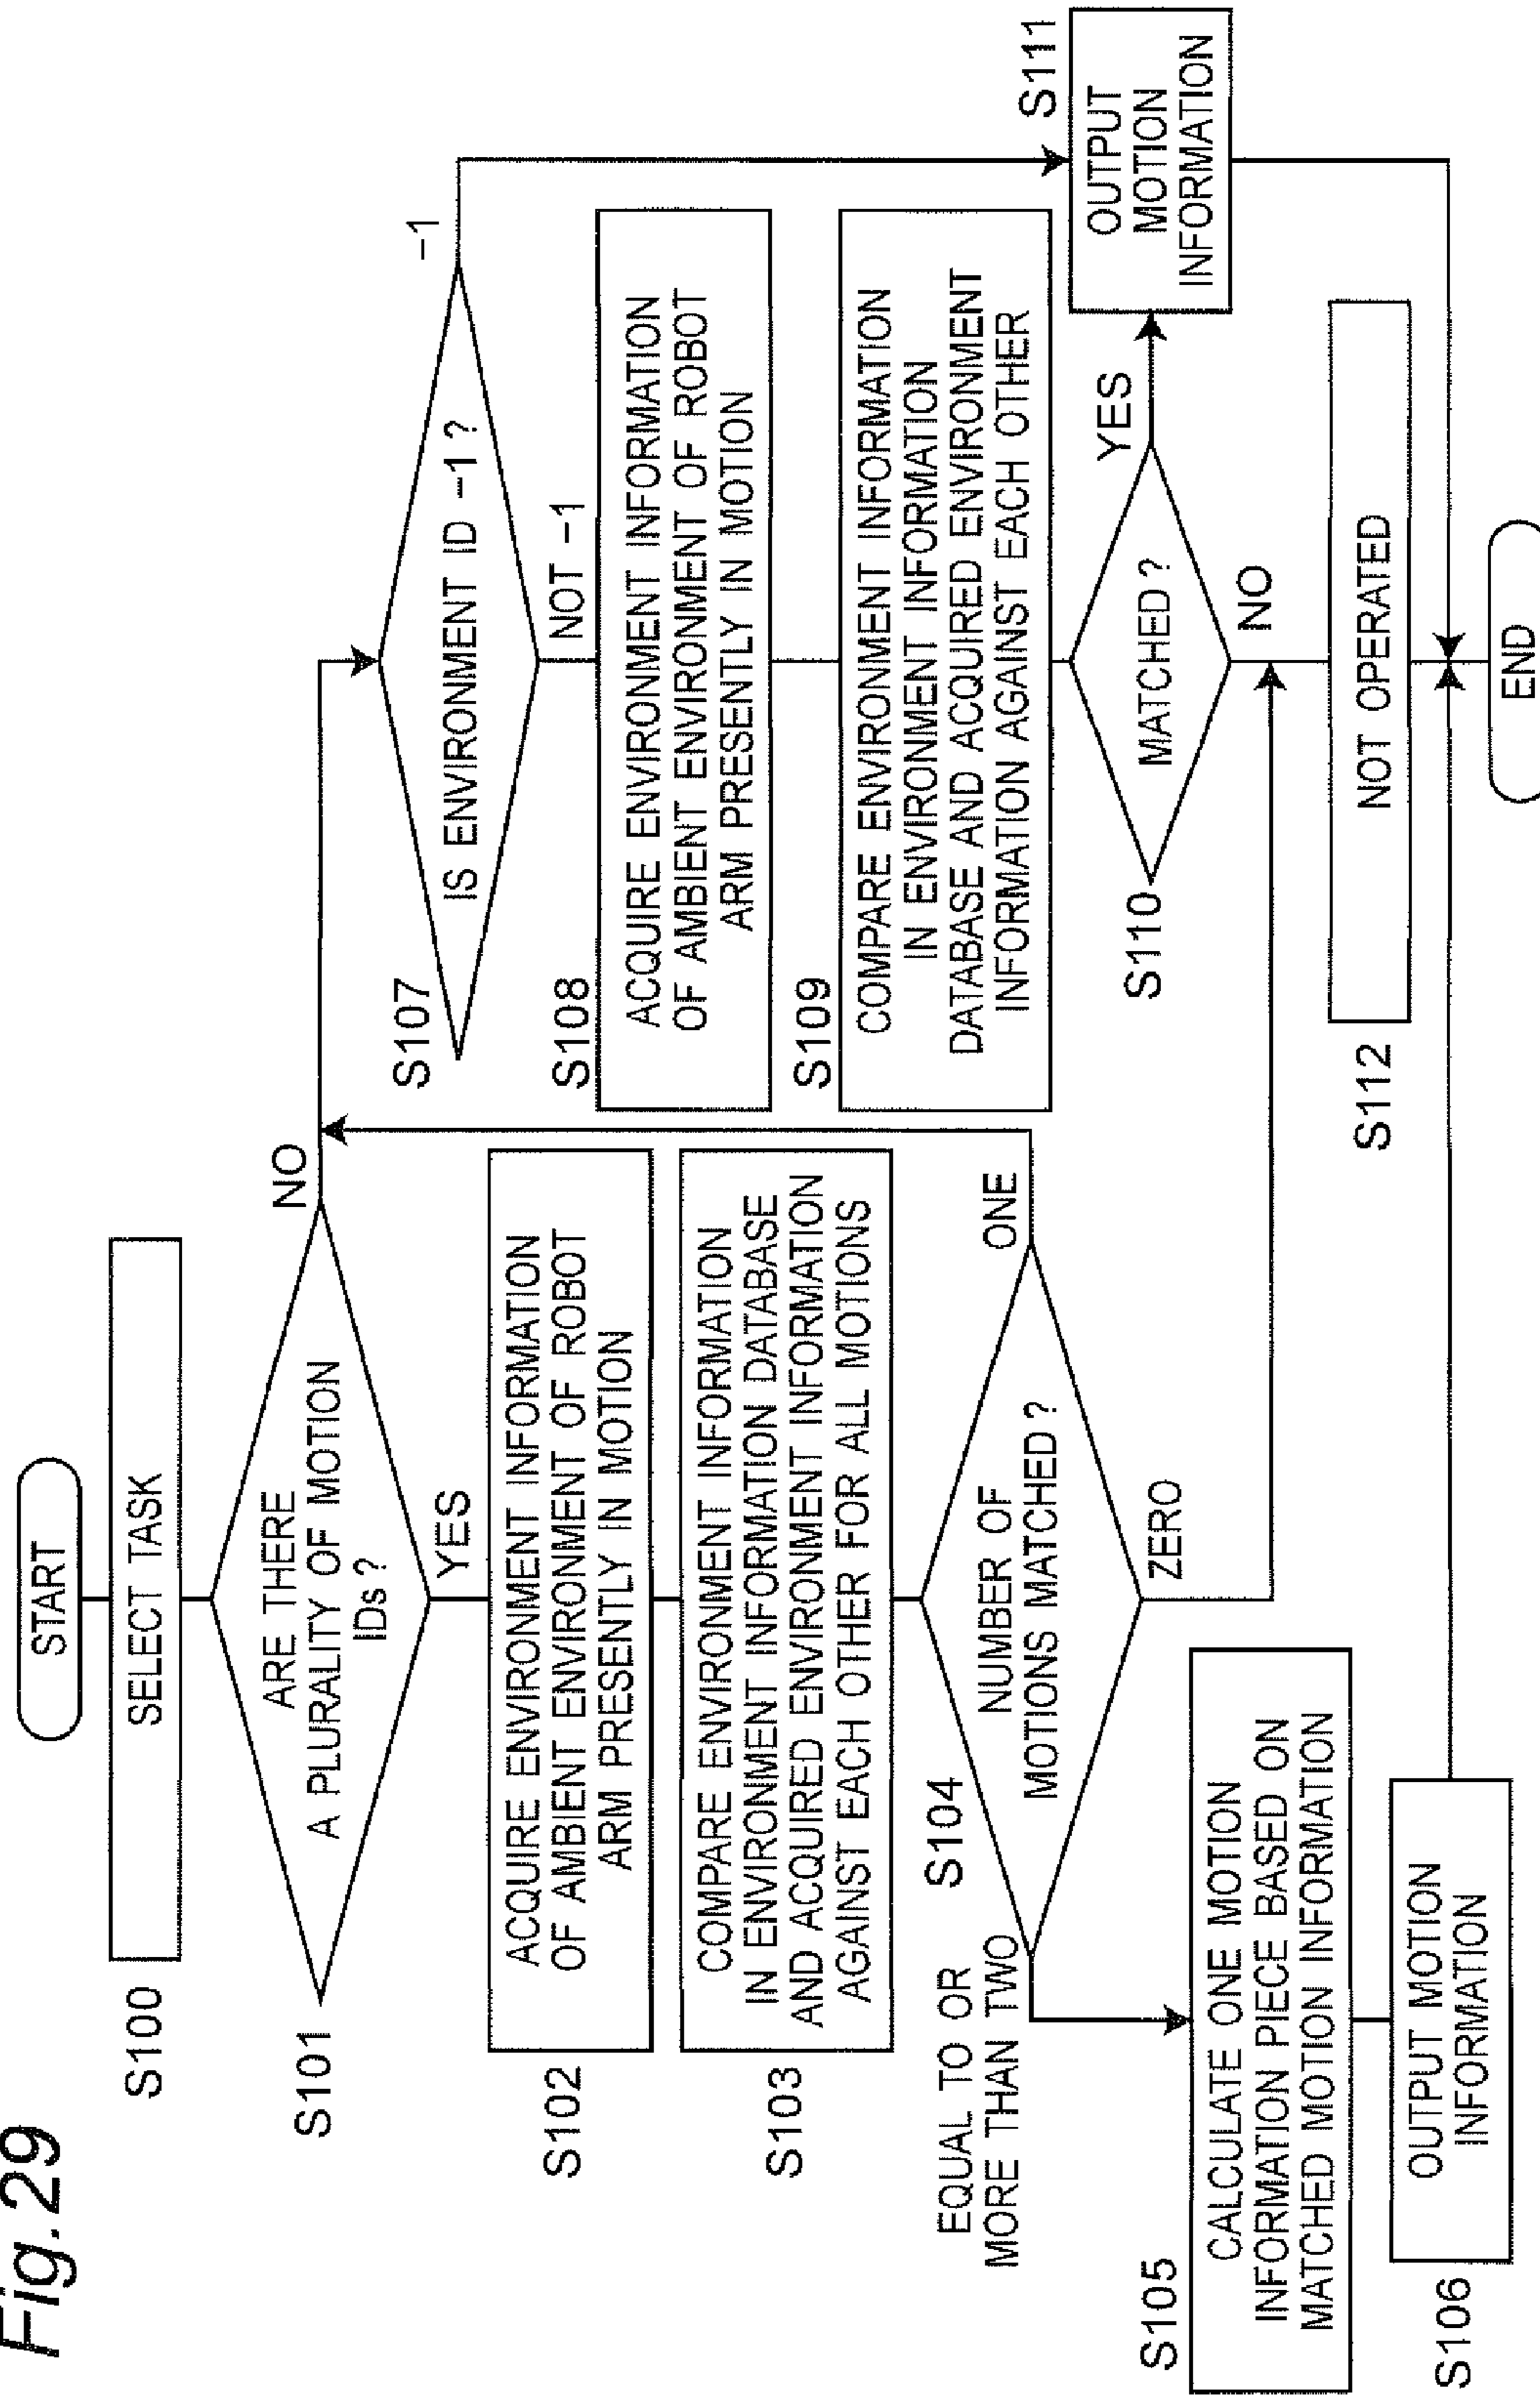 Fig.29
START
S100
SELECT TASK
S101
ARE THERE
A PLURALITY OF MOTION
IDs?
NO
YES
S102
ACQUIRE ENVIRONMENT INFORMATION
OF AMBIENT ENVIRONMENT OF ROBOT
ARM PRESENTLY IN MOTION
S103
COMPARE ENVIRONMENT INFORMATION
IN ENVIRONMENT INFORMATION DATABASE
AND ACQUIRED ENVIRONMENT INFORMATION
AGAINST EACH OTHER FOR ALL MOTIONS
S104
NUMBER OF
MOTIONS MATCHED?
ONE
ZERO
EQUAL TO OR
MORE THAN TWO
S105
CALCULATE ONE MOTION
INFORMATION PIECE BASED ON
MATCHED MOTION INFORMATION
S106
OUTPUT MOTION
INFORMATION
S107
IS ENVIRONMENT ID -1?
-1
NOT -1
S108
ACQUIRE ENVIRONMENT INFORMATION
OF AMBIENT ENVIRONMENT OF ROBOT
ARM PRESENTLY IN MOTION
S109
COMPARE ENVIRONMENT INFORMATION
IN ENVIRONMENT INFORMATION
DATABASE AND ACQUIRED ENVIRONMENT
INFORMATION AGAINST EACH OTHER
S110
MATCHED?
YES
NO
S111
OUTPUT
MOTION
INFORMATION
S112
NOT OPERATED
END